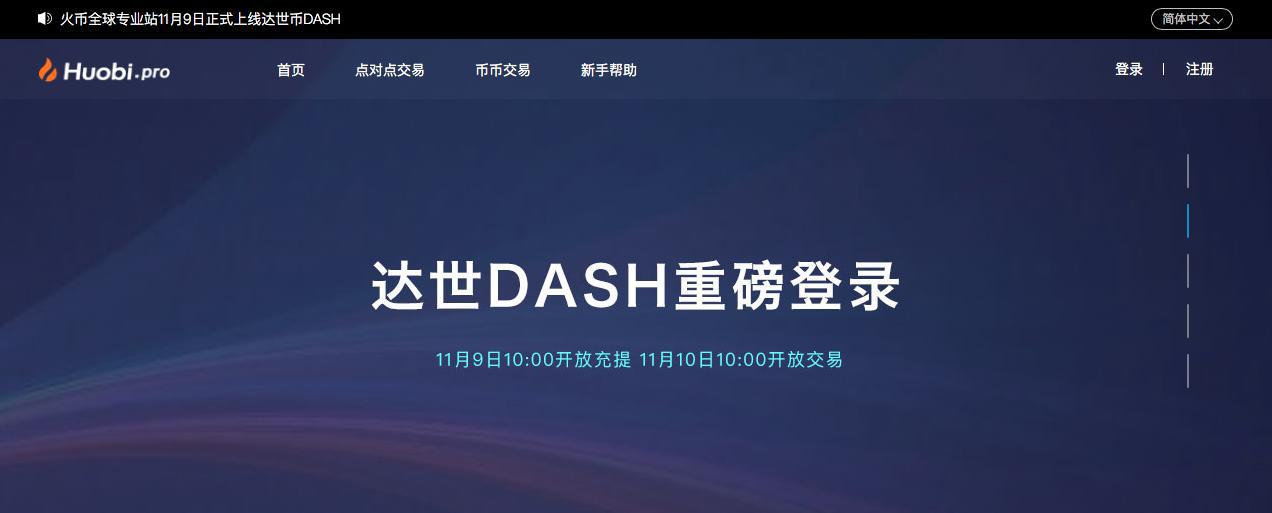 火币全球专业站11月9日正式上线达世币DASH
简体中文
Huobi.pro 首页 点对点交易 币币交易 新手帮助 登录 注册
达世DASH重磅登录
11月9日10:00开放充提 11月10日10:00开放交易